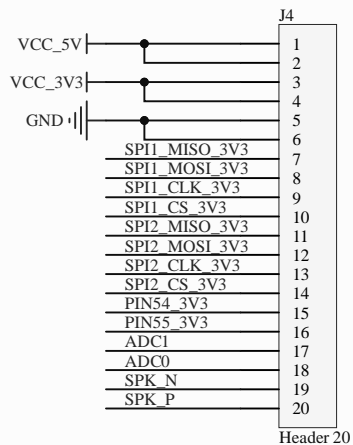 J4
VCC_5V 1
2
VCC_3V3 3
4
GND 5
6
SPI1_MISO_3V3 7
SPI1_MOSI_3V3 8
SPI1_CLK_3V3 9
SPI1_CS_3V3 10
SPI2_MISO_3V3 11
SPI2_MOSI_3V3 12
SPI2_CLK_3V3 13
SPI2_CS_3V3 14
PIN54_3V3 15
PIN55_3V3 16
ADC1 17
ADC0 18
SPK_N 19
SPK_P 20
Header 20